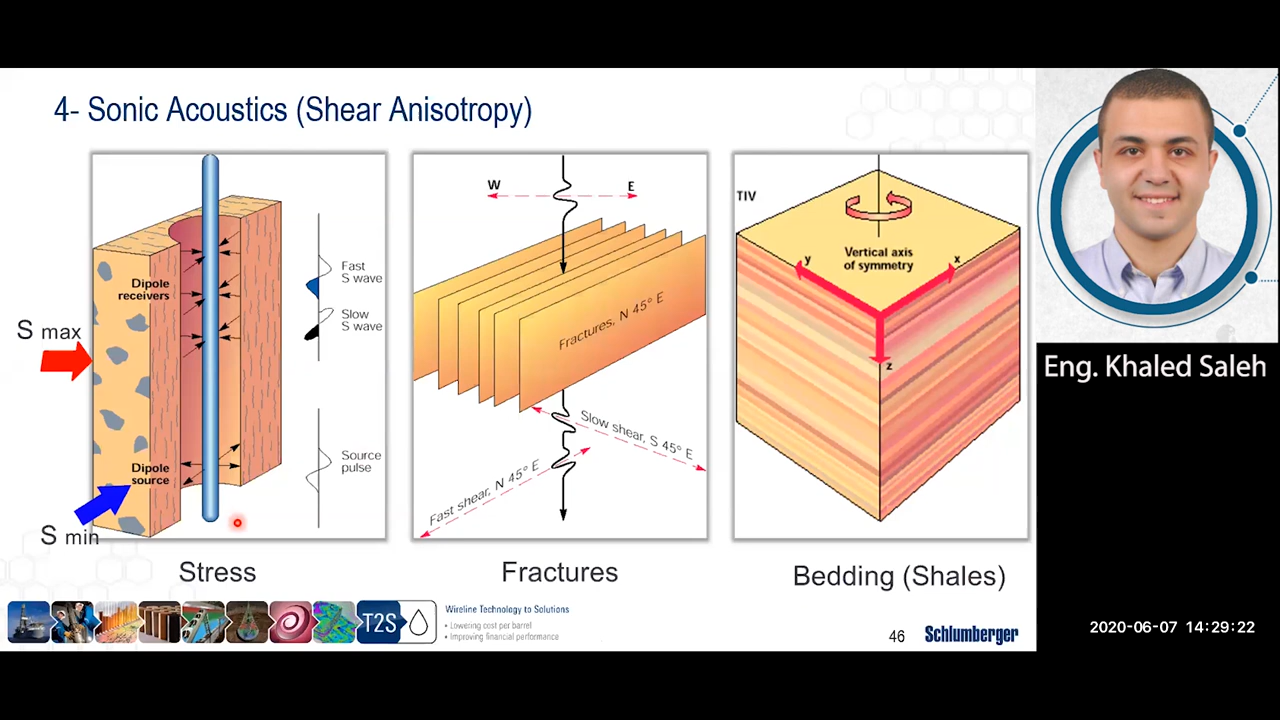 4- Sonic Acoustics (Shear Anisotropy)
Dipole
receivers
Fast
S wave
Slow
S wave
S max
Dipole
source
Source
pulse
S min
Stress
W
E
Fractures, N 45° E
Slow shear, S 45° E
Fast shear, N 45° E
Fractures
TIV
Vertical axis
of symmetry
y
x
z
Bedding (Shales)
T2S
Wireline Technology to Solutions
• Lowering cost per barrel
• Improving financial performance
46
Schlumberger
Eng. Khaled Saleh
2020-06-07 14:29:22